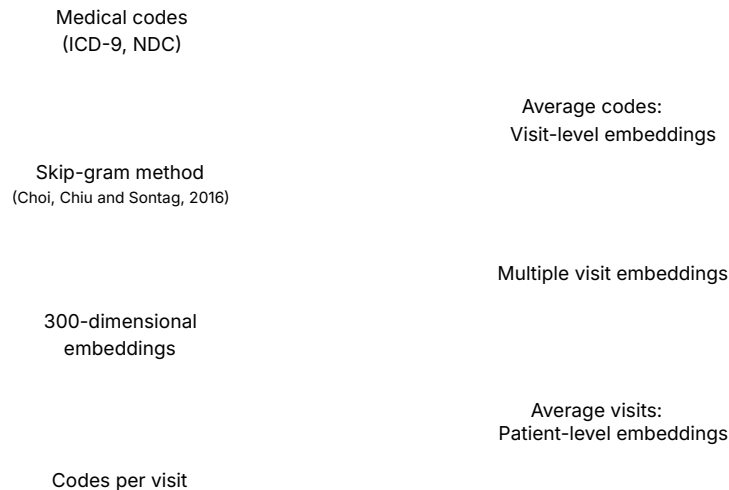 Medical codes
(ICD-9, NDC)
Skip-gram method
(Choi, Chiu and Sontag, 2016)
300-dimensional
embeddings
Codes per visit
Average codes:
Visit-level embeddings
Multiple visit embeddings
Average visits:
Patient-level embeddings